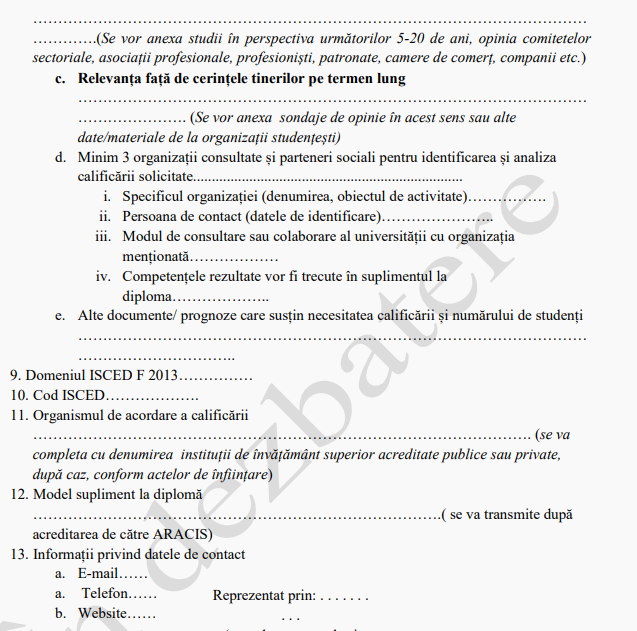 ……………………………………………………………………………………………
………….(Se vor anexa studii în perspectiva următorilor 5-20 de ani, opinia comitetelor
sectoriale, asociații profesionale, profesioniști, patronate, camere de comerț, companii etc.)
c. Relevanța față de cerințele tinerilor pe termen lung
……………………………………………………………………………………
…………………. (Se vor anexa sondaje de opinie în acest sens sau alte
date/materiale de la organizații studențești)
d. Minim 3 organizații consultate și parteneri sociali pentru identificarea și analiza
calificării solicitate........................................................................
i. Specificul organizației (denumirea, obiectul de activitate)…………….
ii. Persoana de contact (datele de identificare)………………….
iii. Modul de consultare sau colaborare al universității cu organizația
menționată………………
iv. Competențele rezultate vor fi trecute în suplimentul la
diploma………………..
e. Alte documente/ prognoze care susțin necesitatea calificării și numărului de studenți
……………………………………………………………………………………
………………………..
9. Domeniul ISCED F 2013……………
10. Cod ISCED……………….
11. Organismul de acordare a calificării
…………………………………………………………………………………. (se va
completa cu denumirea instituții de învățământ superior acreditate publice sau private,
după caz, conform actelor de înființare)
12. Model supliment la diplomă
…………………………………………………………………….( se va transmite după
acreditarea de către ARACIS)
13. Informații privind datele de contact
a. E-mail……
a. Telefon…… Reprezentat prin: . . . . . . .
b. Website…… . . .
în dezbatere